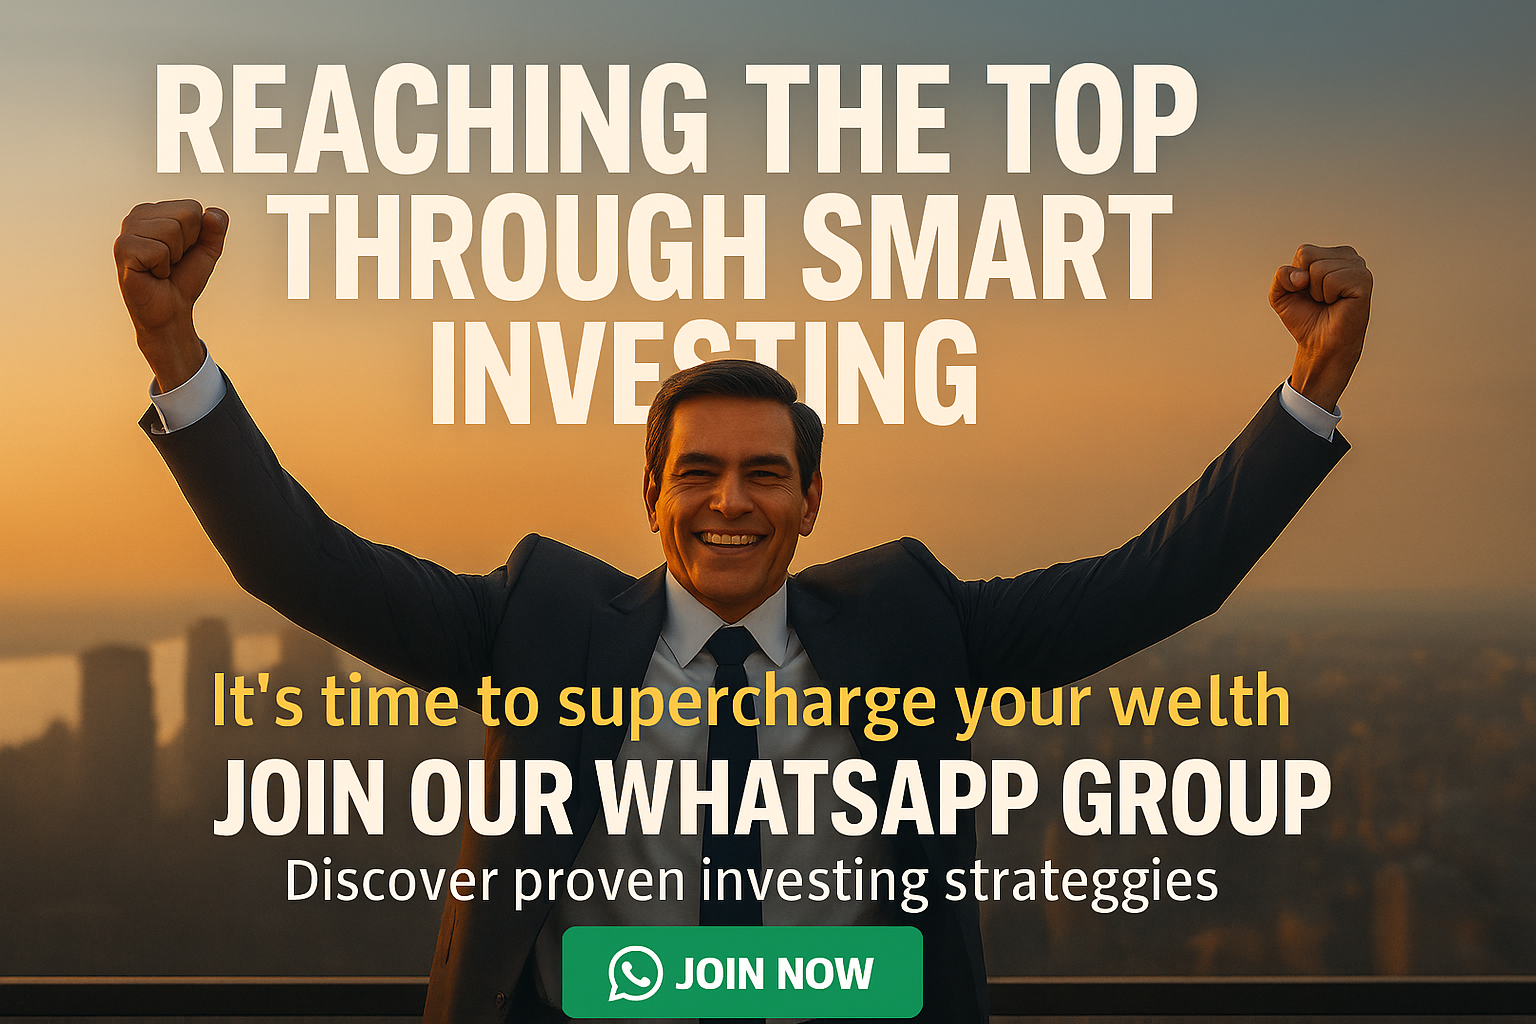 REACHING THE TOP
THROUGH SMART
INVESTING
It's time to supercharge your welth
JOIN OUR WHATSAPP GROUP
Discover proven investing strateggies
JOIN NOW